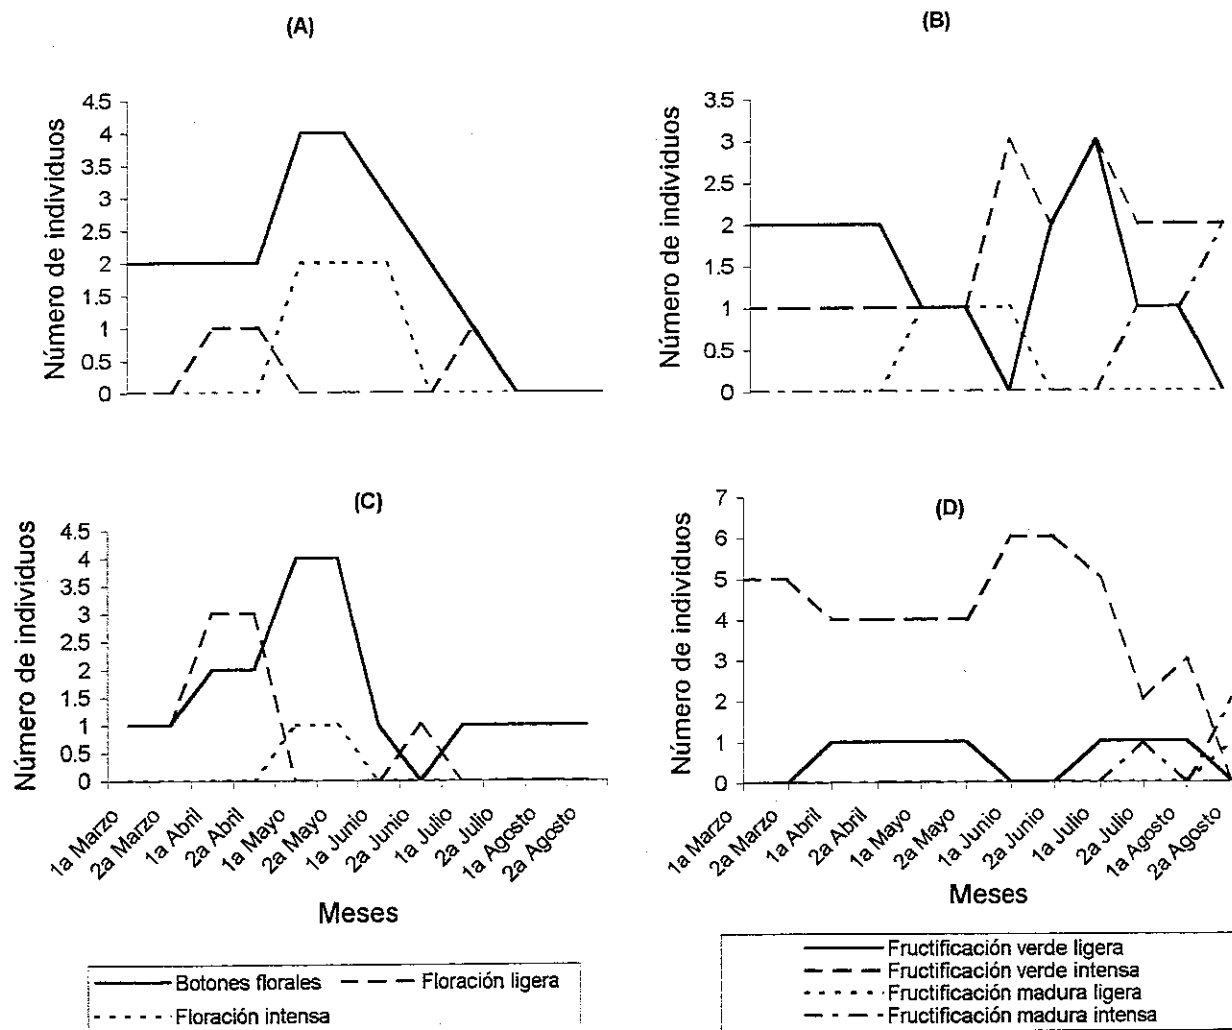 (A)
Número de individuos
4.5
4
3.5
3
2.5
2
1.5
1
0.5
0
(B)
Número de individuos
3.5
3
2.5
2
1.5
1
0.5
0
(C)
Número de individuos
4.5
4
3.5
3
2.5
2
1.5
1
0.5
0
1a Marzo
2a Marzo
1a Abril
2a Abril
1a Mayo
2a Mayo
1a Junio
2a Junio
1a Julio
2a Julio
1a Agosto
2a Agosto
Meses
Botones florales
Floración ligera
Floración intensa
(D)
Número de individuos
7
6
5
4
3
2
1
0
1a Marzo
2a Marzo
1a Abril
2a Abril
1a Mayo
2a Mayo
1a Junio
2a Junio
1a Julio
2a Julio
1a Agosto
2a Agosto
Meses
Fructificación verde ligera
Fructificación verde intensa
Fructificación madura ligera
Fructificación madura intensa